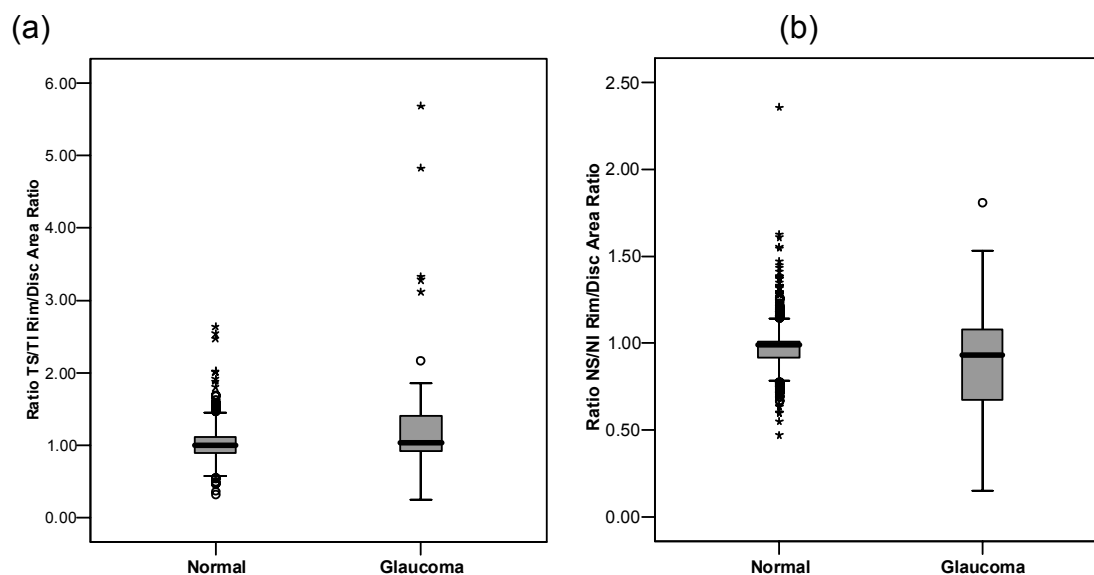 (a)
(b)
Ratio TS/TI Rim/Disc Area Ratio
6.00
5.00
4.00
3.00
2.00
1.00
0.00
Normal
Glaucoma
Ratio NS/NI Rim/Disc Area Ratio
2.50
2.00
1.50
1.00
0.50
0.00
Normal
Glaucoma